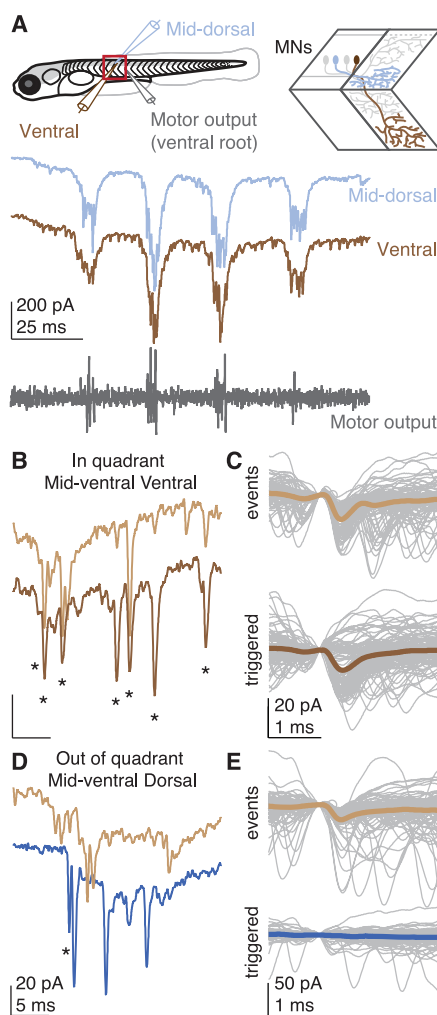 A
Mid-dorsal
MNs
Ventral
Motor output
(ventral root)
Mid-dorsal
Ventral
200 pA
25 ms
Motor output
B
In quadrant
Mid-ventral Ventral
*
*
*
*
*
*
*
C
events
triggered
20 pA
1 ms
D
Out of quadrant
Mid-ventral Dorsal
*
20 pA
5 ms
E
events
triggered
50 pA
1 ms